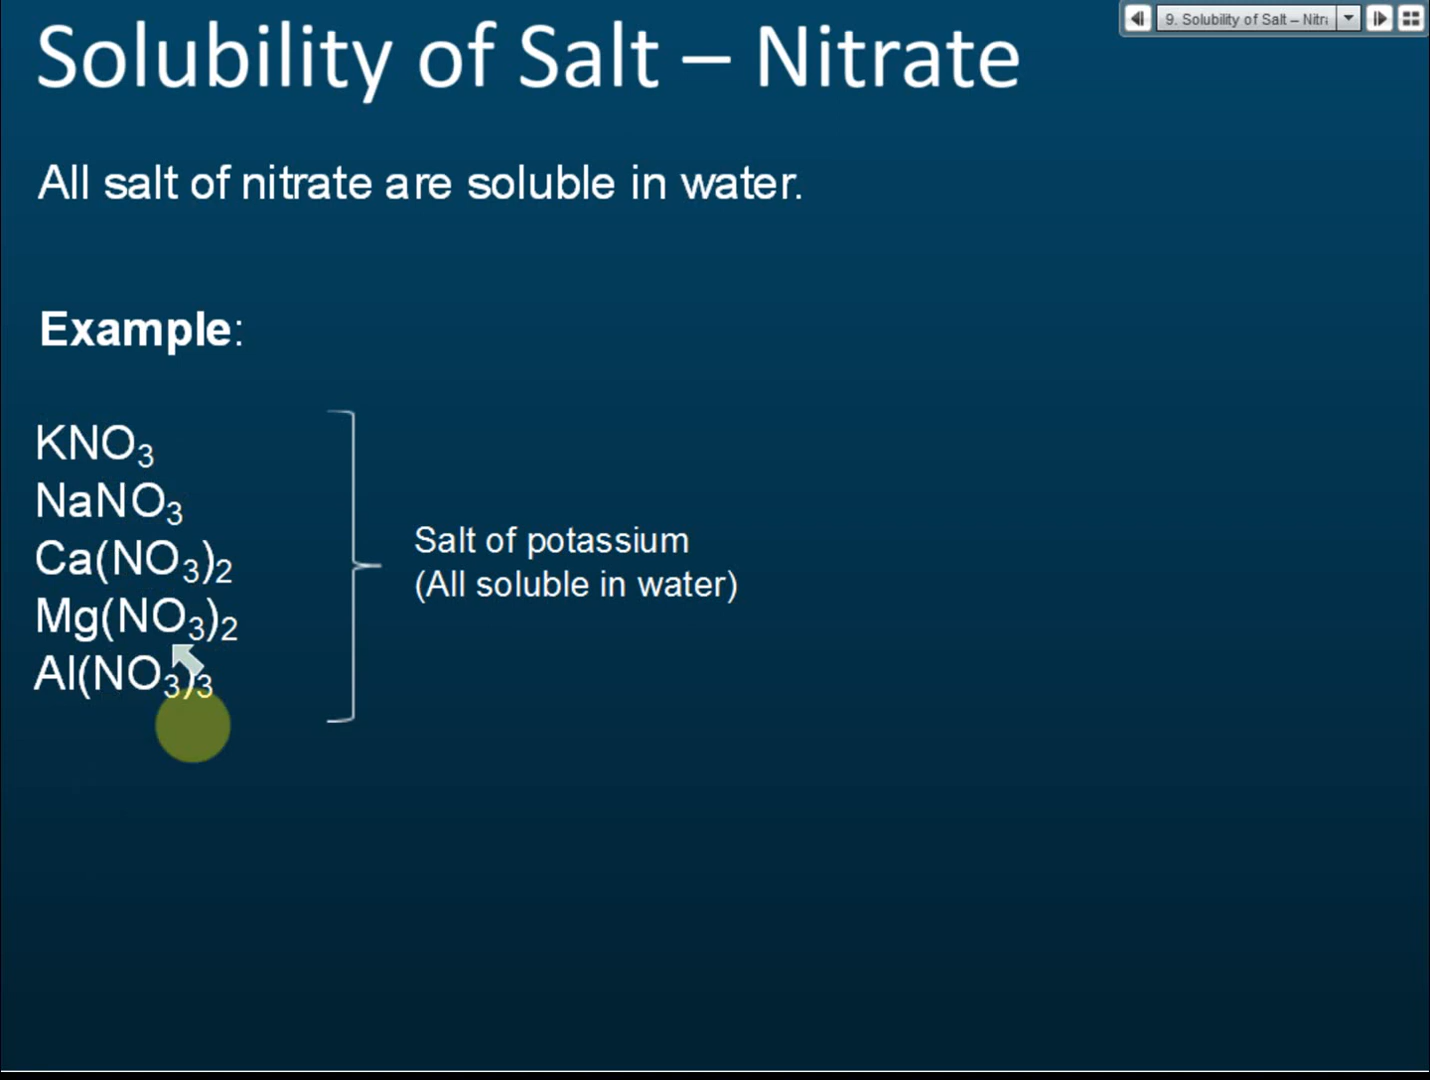 Solubility of Salt – Nitrate
9. Solubility of Salt – Nitr
All salt of nitrate are soluble in water.
Example:
KNO₃
NaNO₃
Ca(NO₃)₂
Mg(NO₃)₂
Al(NO₃)₃
Salt of potassium
(All soluble in water)